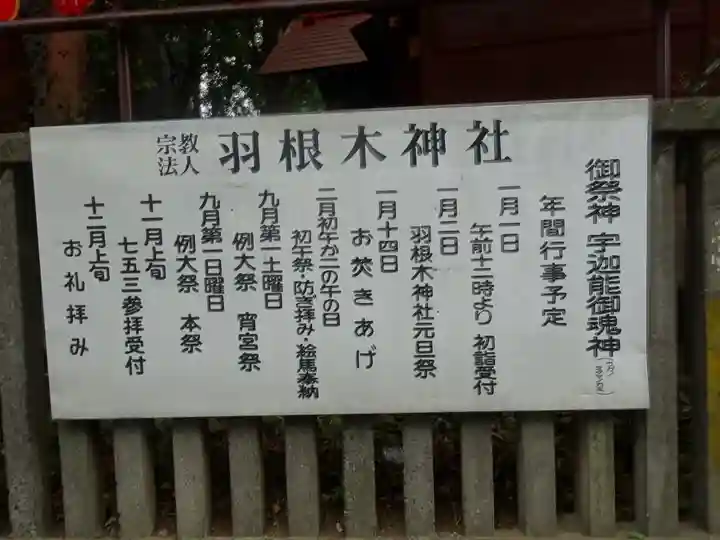 宗教法人 羽根木神社
御祭神 宇迦能御魂神
年間行事予定
一月一日
午前十二時より 初詣受付
一月二日
羽根木神社元旦祭
一月十四日
お焚きあげ
二月初午か二の午の日
初午祭・防ぎ拝み・絵馬奉納
九月第一土曜日
例大祭 宵宮祭
九月第一日曜日
例大祭 本祭
十一月上旬
七五三参拝受付
十二月上旬
お礼拝み